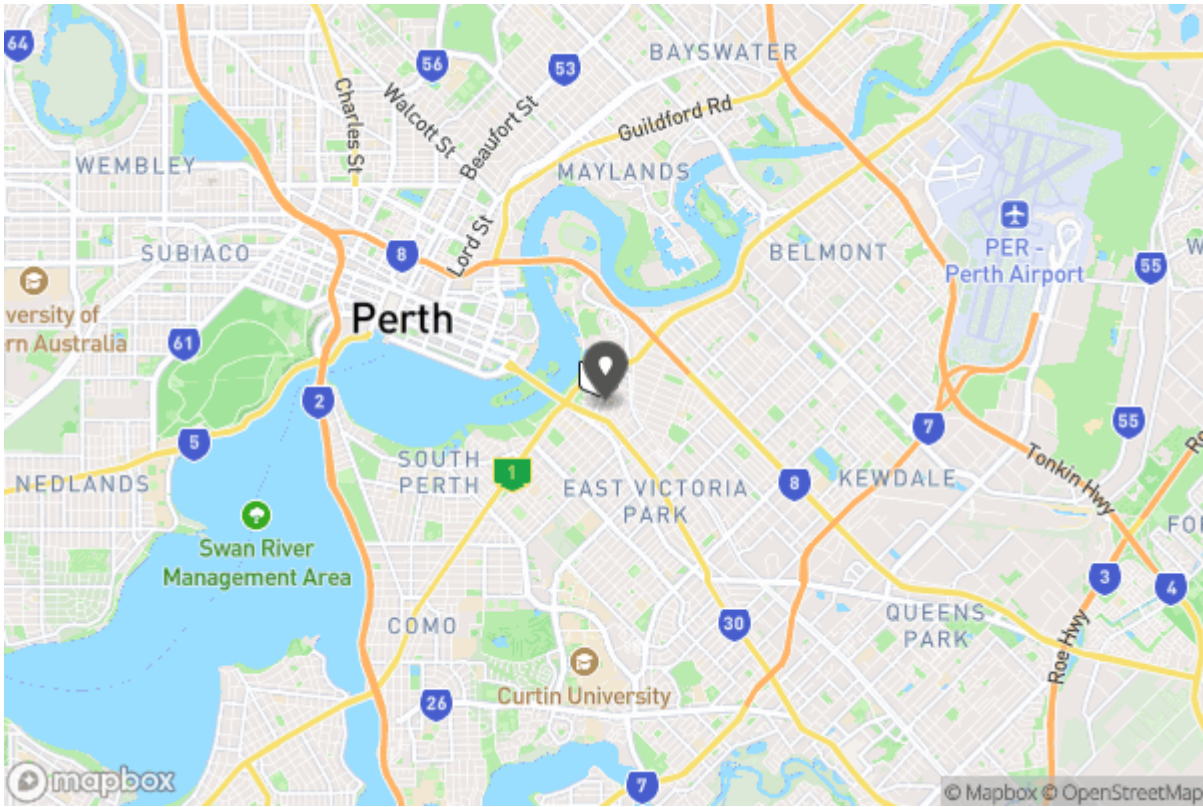 64
56
53
BAYSWATER
Charles St
Walcott St
Beaufort St
Guildford Rd
WEMBLEY
MAYLANDS
SUBIACO
8
Lord St
BELMONT
PER -
Perth Airport
55
W
versity of
rn Australia
Perth
61
2
5
7
55
Ro
NEDLANDS
SOUTH
PERTH
1
EAST VICTORIA
PARK
8
KEWDALE
Tonkin Hwy
Swan River
Management Area
FO
3
4
COMO
30
QUEENS
PARK
Roe Hwy
Curtin University
26
7
mapbox
© Mapbox © OpenStreetMap